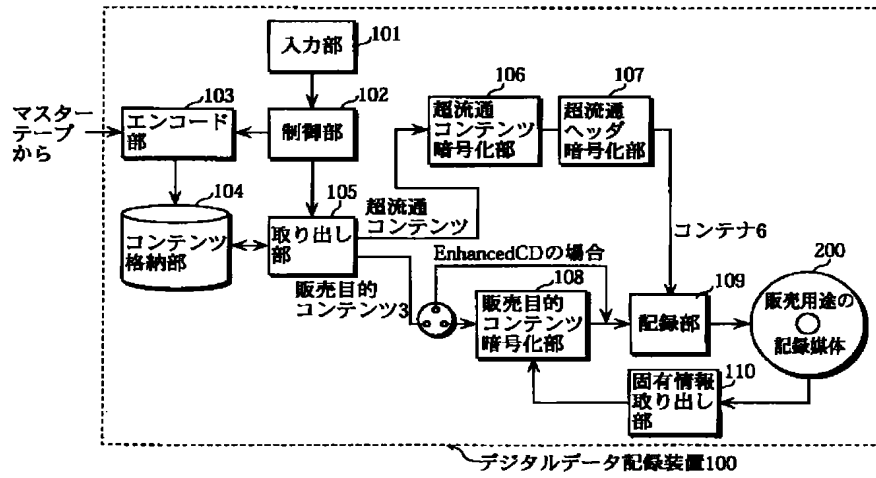 入力部
101
106
107
103
102
マスター
テープ
から
エンコード
部
制御部
超流通
コンテンツ
暗号化部
超流通
ヘッダ
暗号化部
104
105
コンテンツ
格納部
取り出し
部
超流通
コンテンツ
コンテナ6
EnhancedCDの場合
200
販売目的
コンテンツ3
108
販売目的
コンテンツ
暗号化部
109
記録部
販売用途の
記録媒体
110
固有情報
取り出し
部
デジタルデータ記録装置100